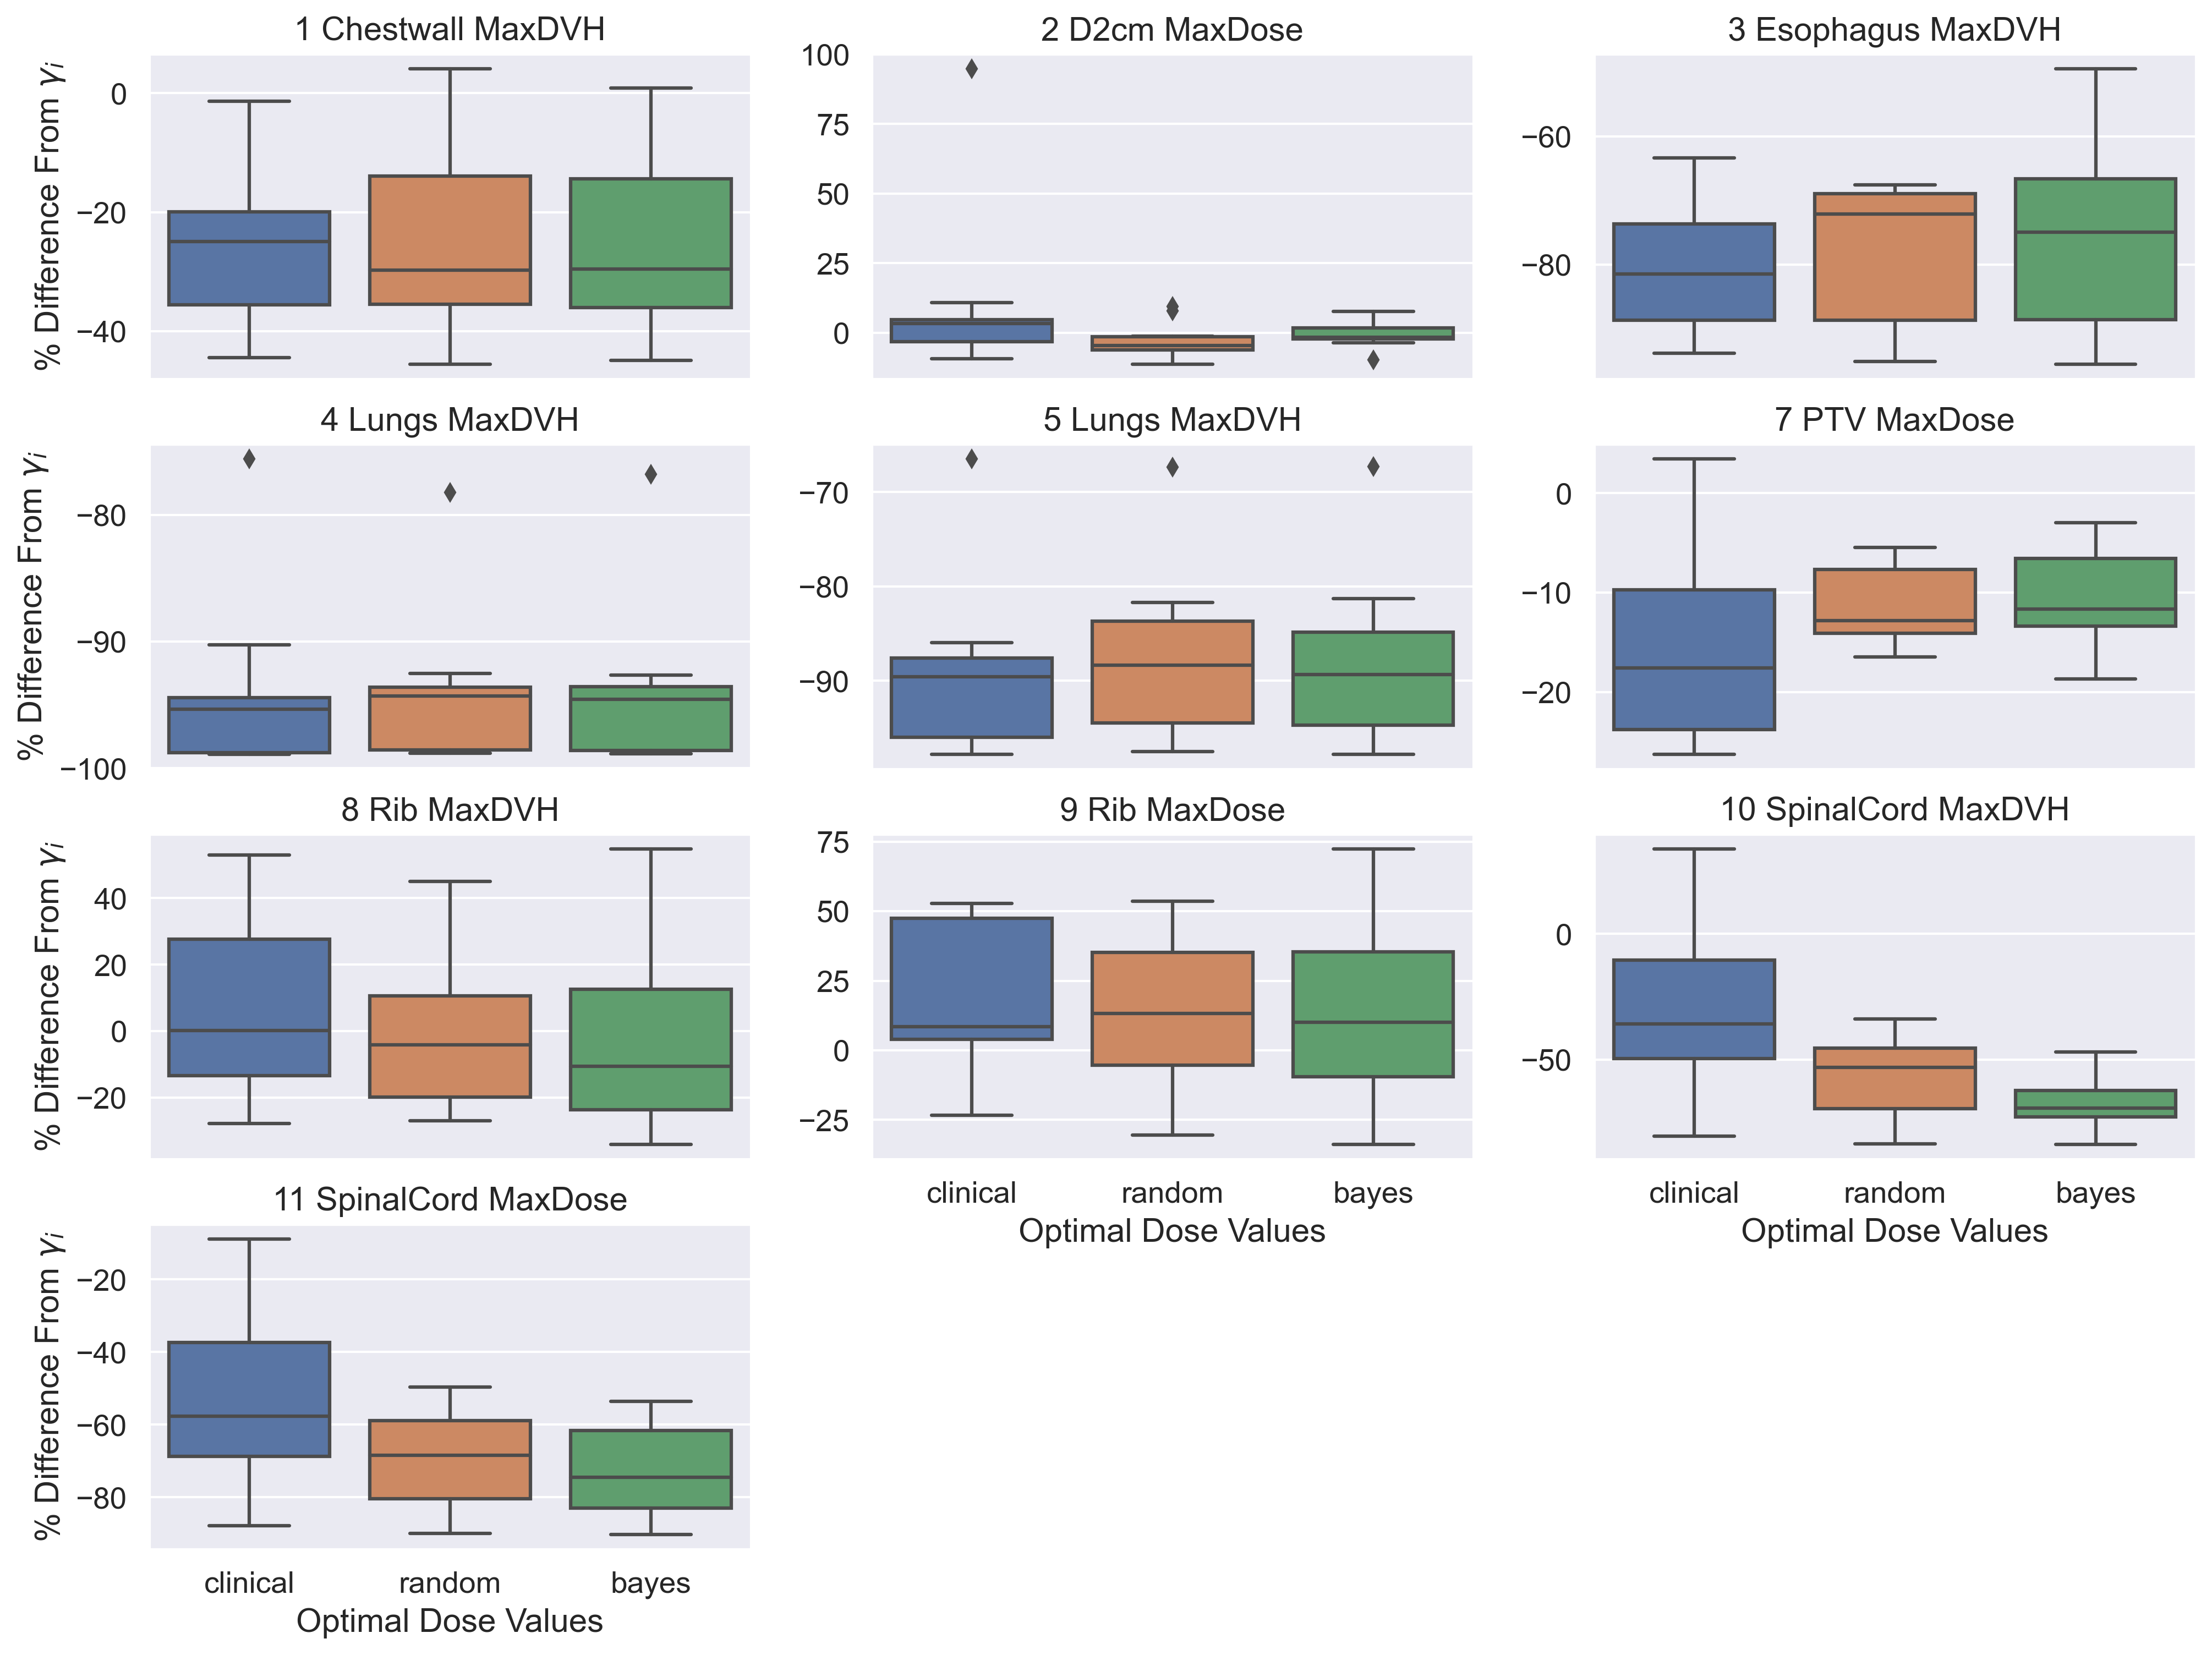 1 Chestwall MaxDVH
% Difference From γi
0
−20
−40
2 D2cm MaxDose
100
75
50
25
0
3 Esophagus MaxDVH
−60
−80
4 Lungs MaxDVH
% Difference From γi
−80
−90
−100
5 Lungs MaxDVH
−70
−80
−90
7 PTV MaxDose
0
−10
−20
8 Rib MaxDVH
% Difference From γi
40
20
0
−20
9 Rib MaxDose
75
50
25
0
−25
clinical random bayes
Optimal Dose Values
10 SpinalCord MaxDVH
0
−50
clinical random bayes
Optimal Dose Values
11 SpinalCord MaxDose
% Difference From γi
−20
−40
−60
−80
clinical random bayes
Optimal Dose Values